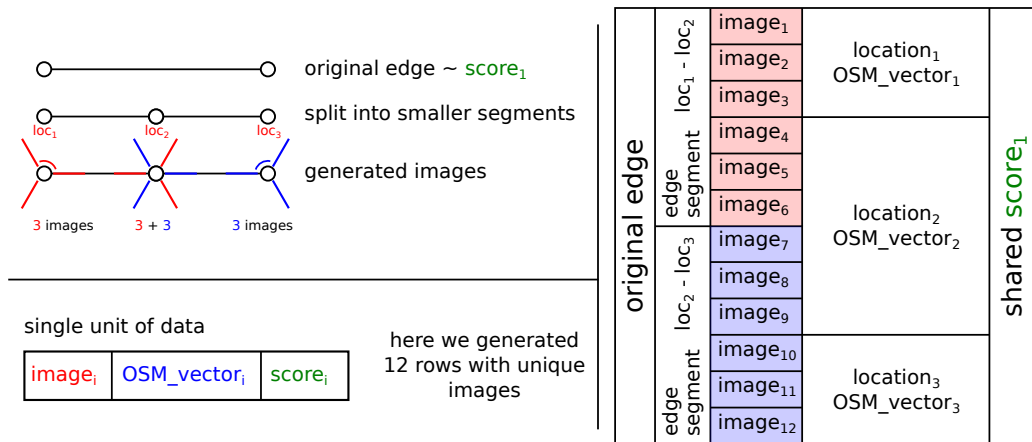 original edge ~ score1
split into smaller segments
loc1
loc2
loc3
generated images
3 images
3 + 3
3 images
single unit of data
imagei
OSM_vectori
scorei
here we generated
12 rows with unique
images
original edge
edge segment
loc1 - loc2
edge segment
loc2 - loc3
image1
image2
image3
image4
image5
image6
image7
image8
image9
image10
image11
image12
location1
OSM_vector1
location2
OSM_vector2
location3
OSM_vector3
shared score1